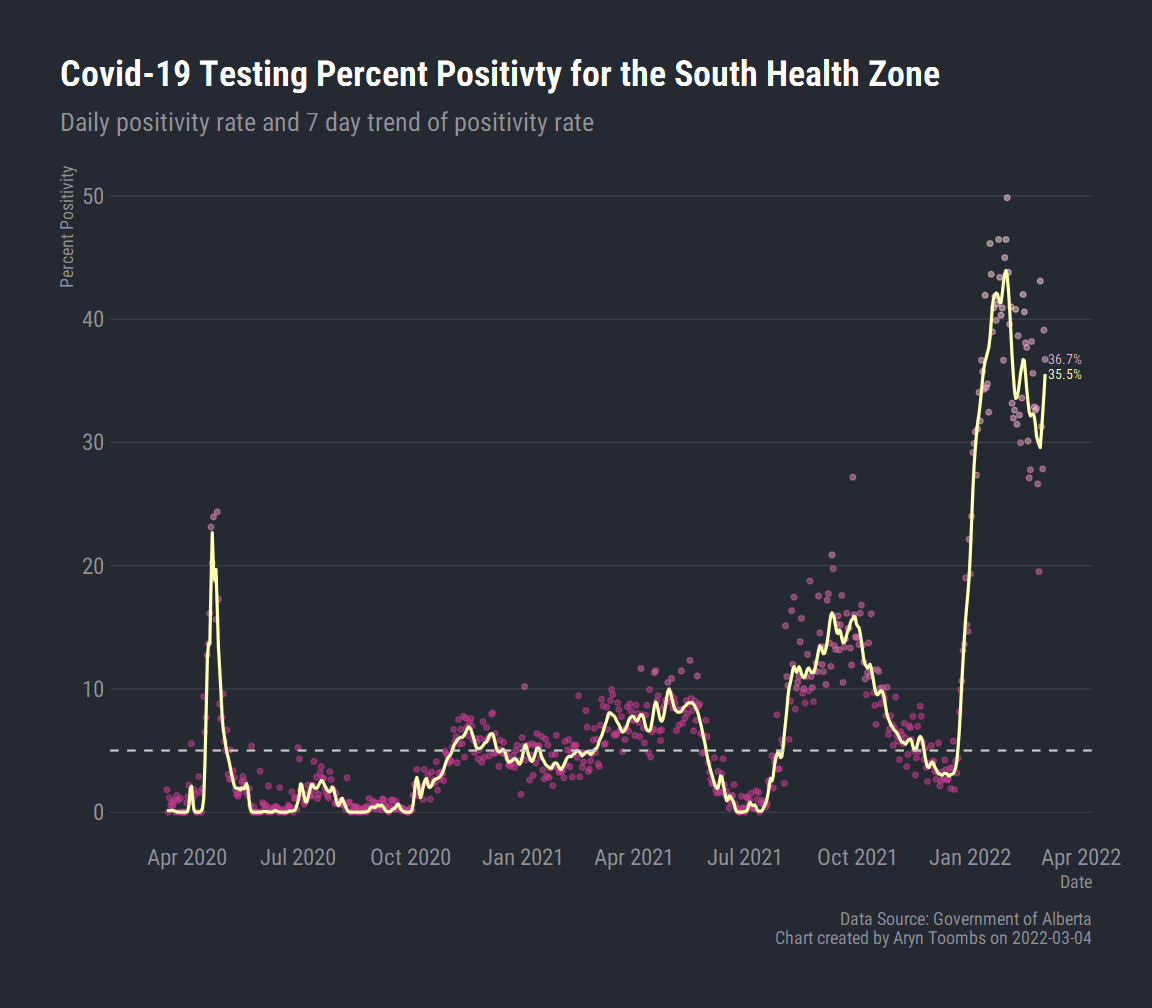 Covid-19 Testing Percent Positivty for the South Health Zone
Daily positivity rate and 7 day trend of positivity rate
Percent Positivity
50
40
30
20
10
0
36.7%
35.5%
Apr 2020 Jul 2020 Oct 2020 Jan 2021 Apr 2021 Jul 2021 Oct 2021 Jan 2022 Apr 2022
Date
Data Source: Government of Alberta
Chart created by Aryn Toombs on 2022-03-04